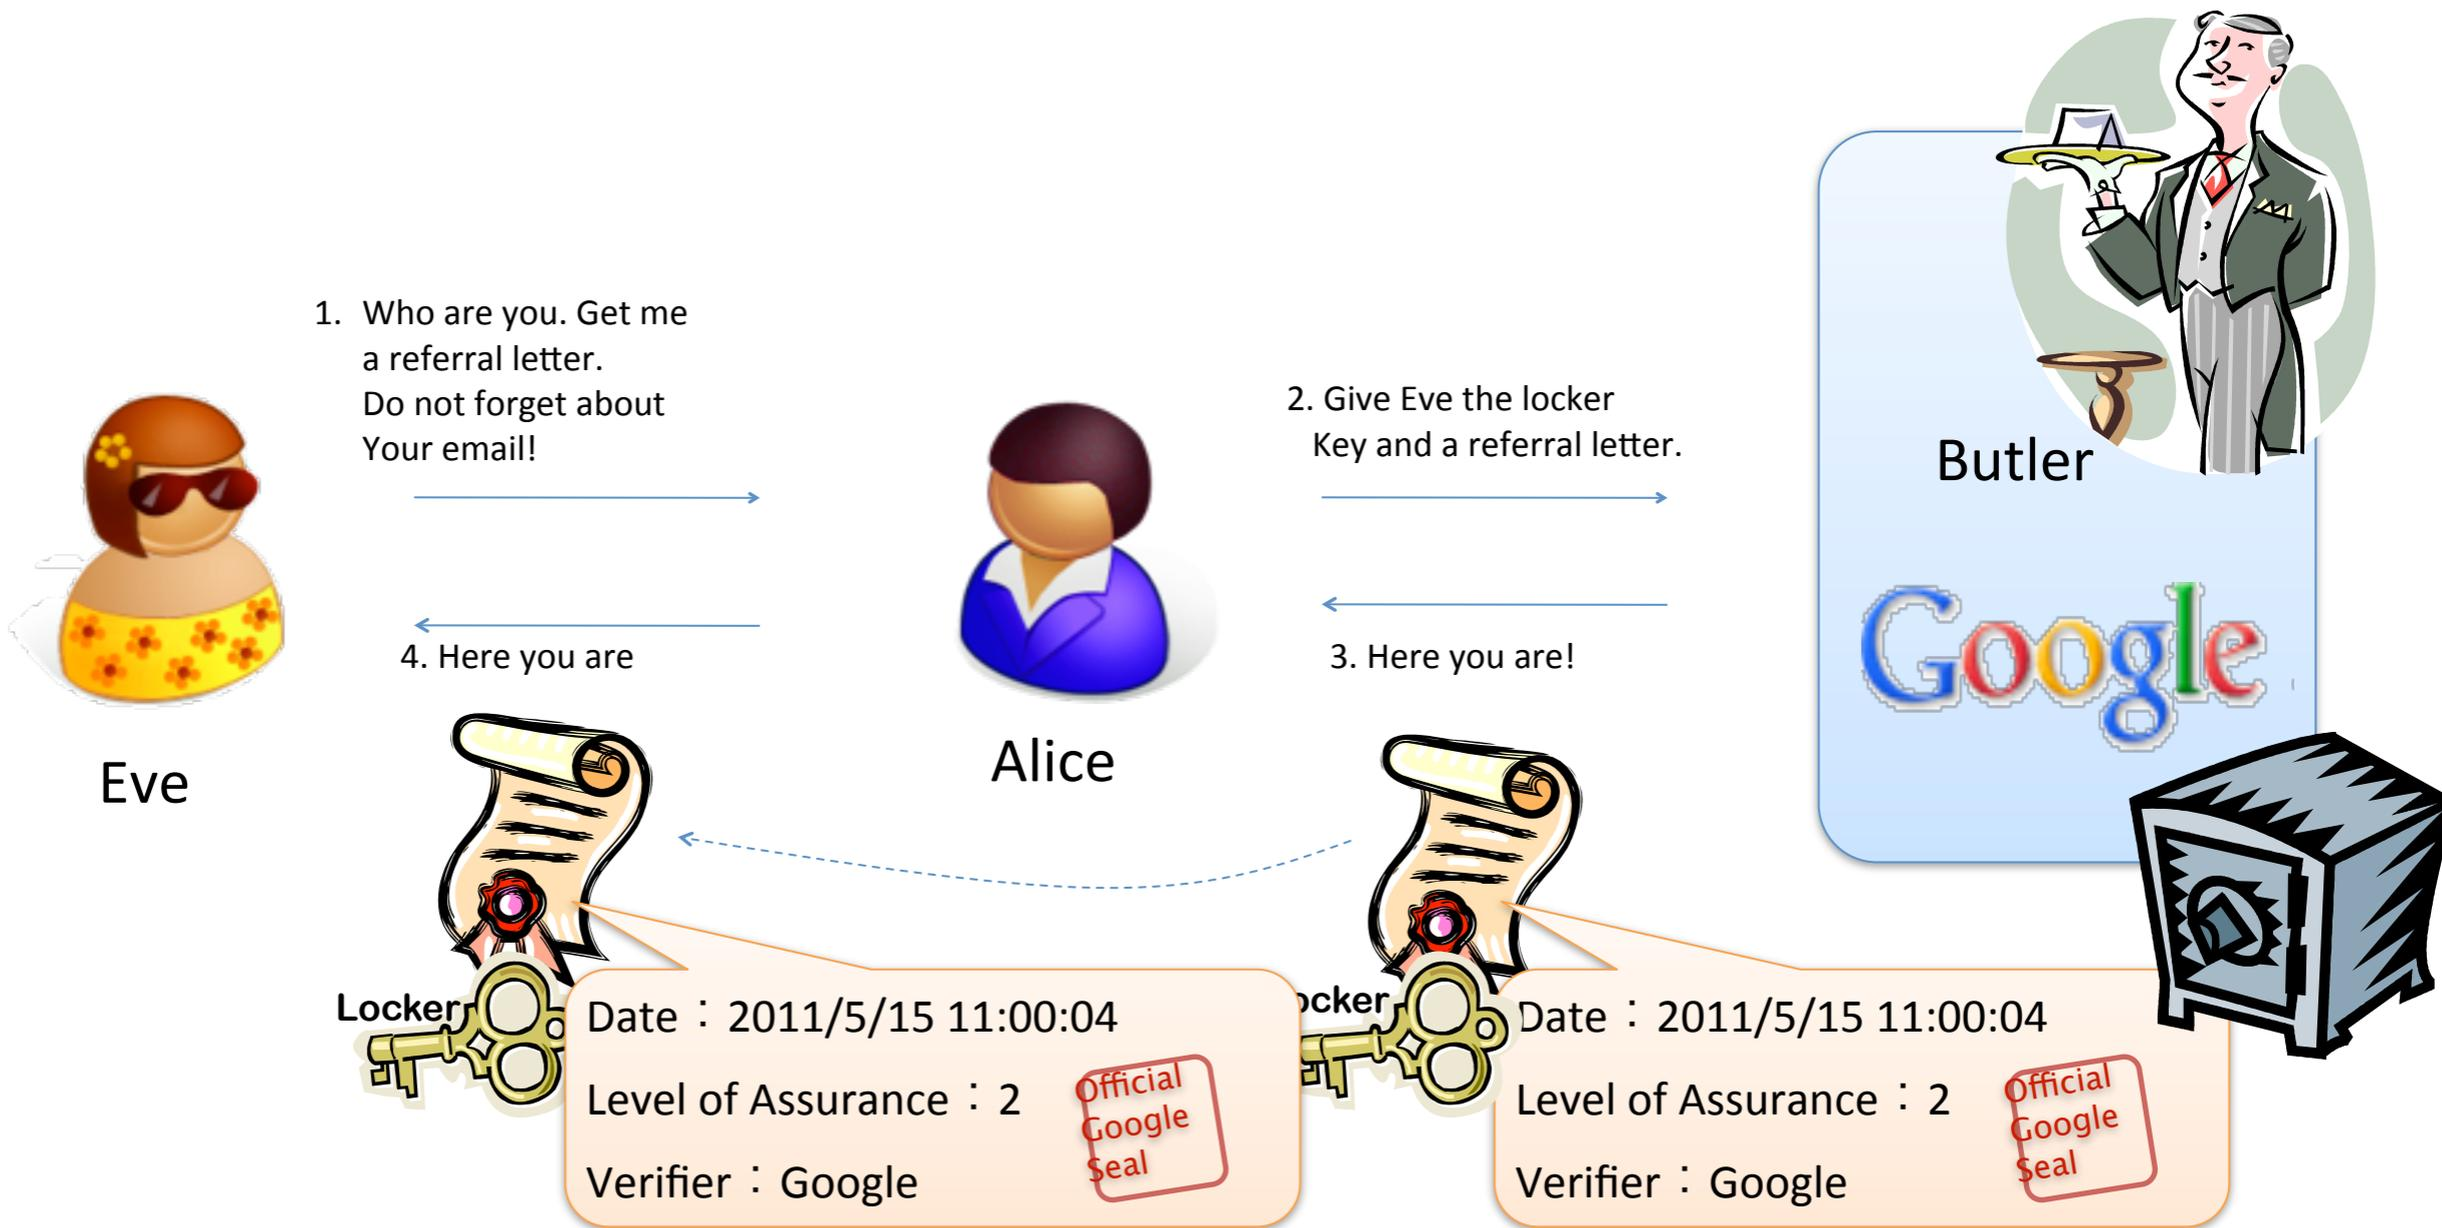 1. Who are you. Get me
a referral letter.
Do not forget about
Your email!
2. Give Eve the locker
Key and a referral letter.
Butler
Google
4. Here you are
3. Here you are!
Eve
Alice
Locker
Date：2011/5/15 11:00:04
Level of Assurance：2
Verifier：Google
Official
Google
Seal
ocker
Date：2011/5/15 11:00:04
Level of Assurance：2
Verifier：Google
Official
Google
Seal